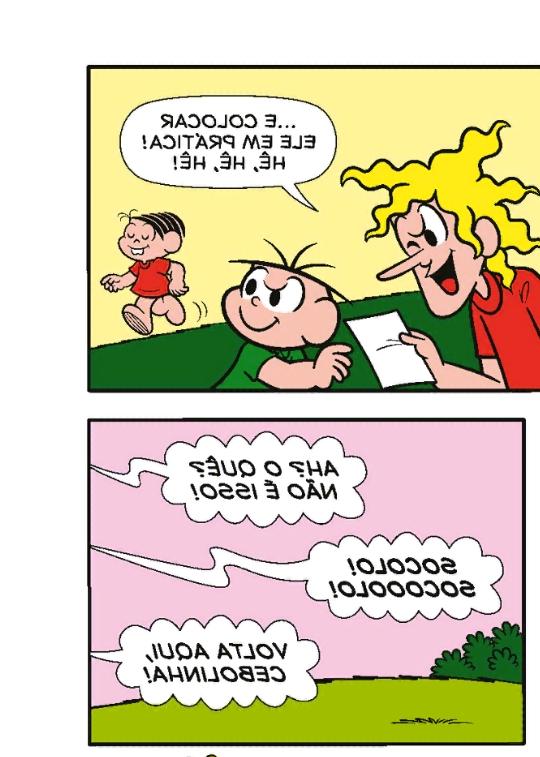 ...E COLOCAR
ELE EM PRÁTICA!
HÊ, HÊ, HÊ!
AH? O QUÊ?
NÃO É ISSO!
SOCOLO!
SOCOOOLO!
VOLTA AQUI,
CEBOLINHA!